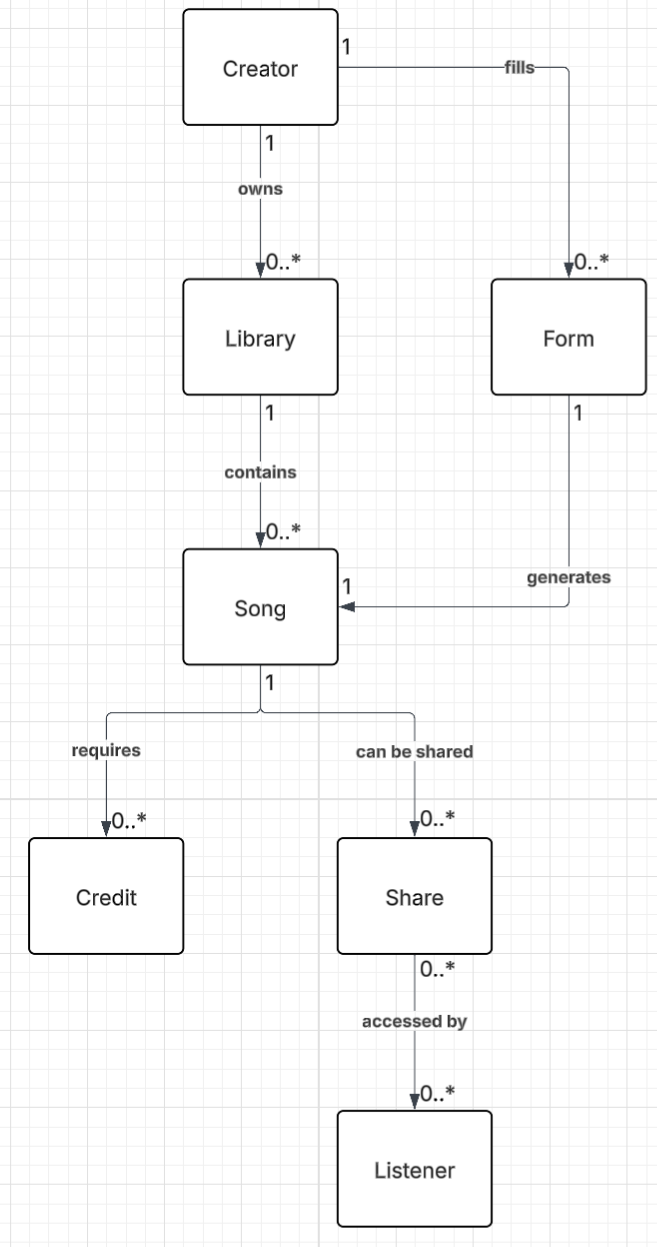 Creator
1
fills
1
owns
0..*
0..*
Library
Form
1
1
contains
0..*
generates
1
Song
1
requires
can be shared
0..*
0..*
Credit
Share
0..*
accessed by
0..*
Listener